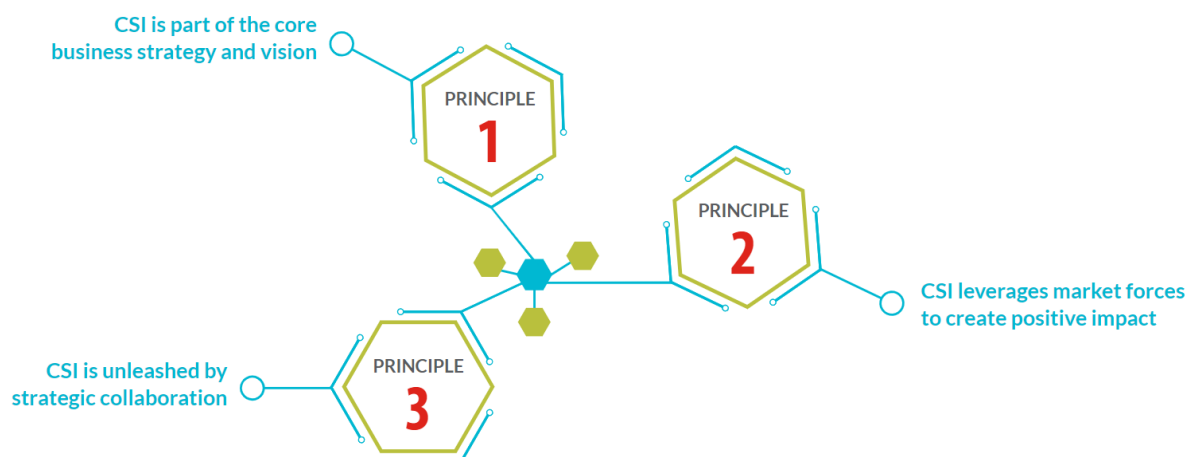 CSI is part of the core
business strategy and vision
PRINCIPLE
1
PRINCIPLE
2
CSI leverages market forces
to create positive impact
CSI is unleashed by
strategic collaboration
PRINCIPLE
3